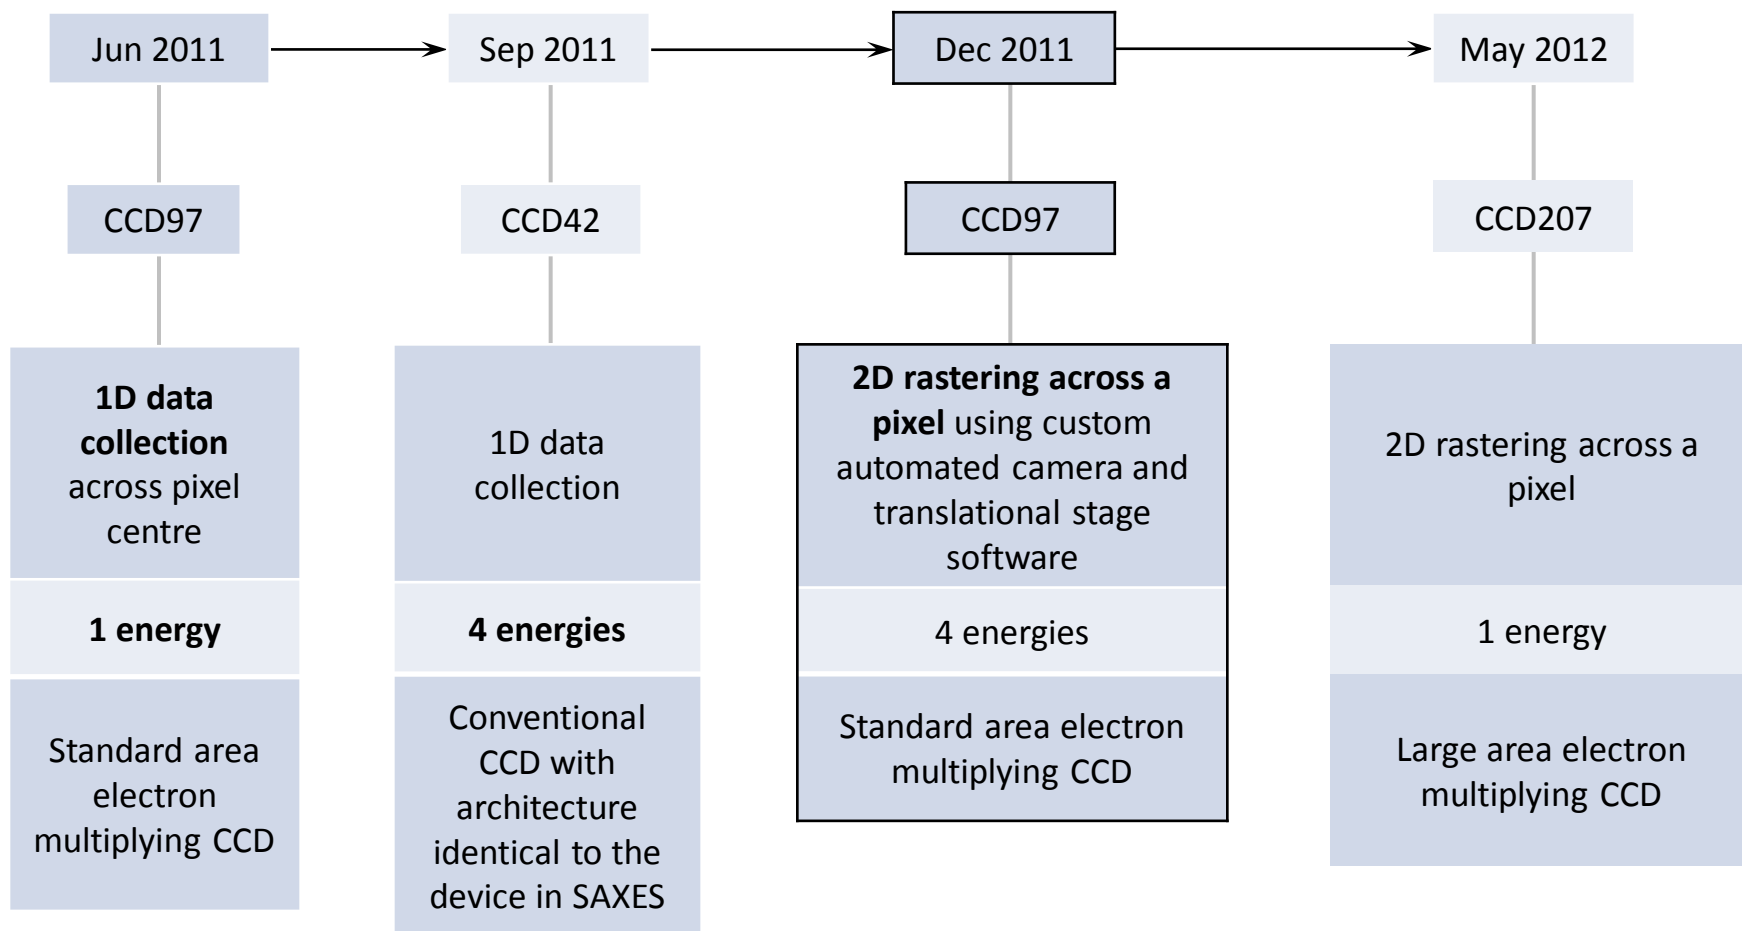 Jun 2011
Sep 2011
Dec 2011
May 2012
CCD97
CCD42
CCD97
CCD207
1D data
collection
across pixel
centre
1 energy
Standard area
electron
multiplying CCD
1D data
collection
4 energies
Conventional
CCD with
architecture
identical to the
device in SAXES
2D rastering across a
pixel using custom
automated camera and
translational stage
software
4 energies
Standard area electron
multiplying CCD
2D rastering across a
pixel
1 energy
Large area electron
multiplying CCD